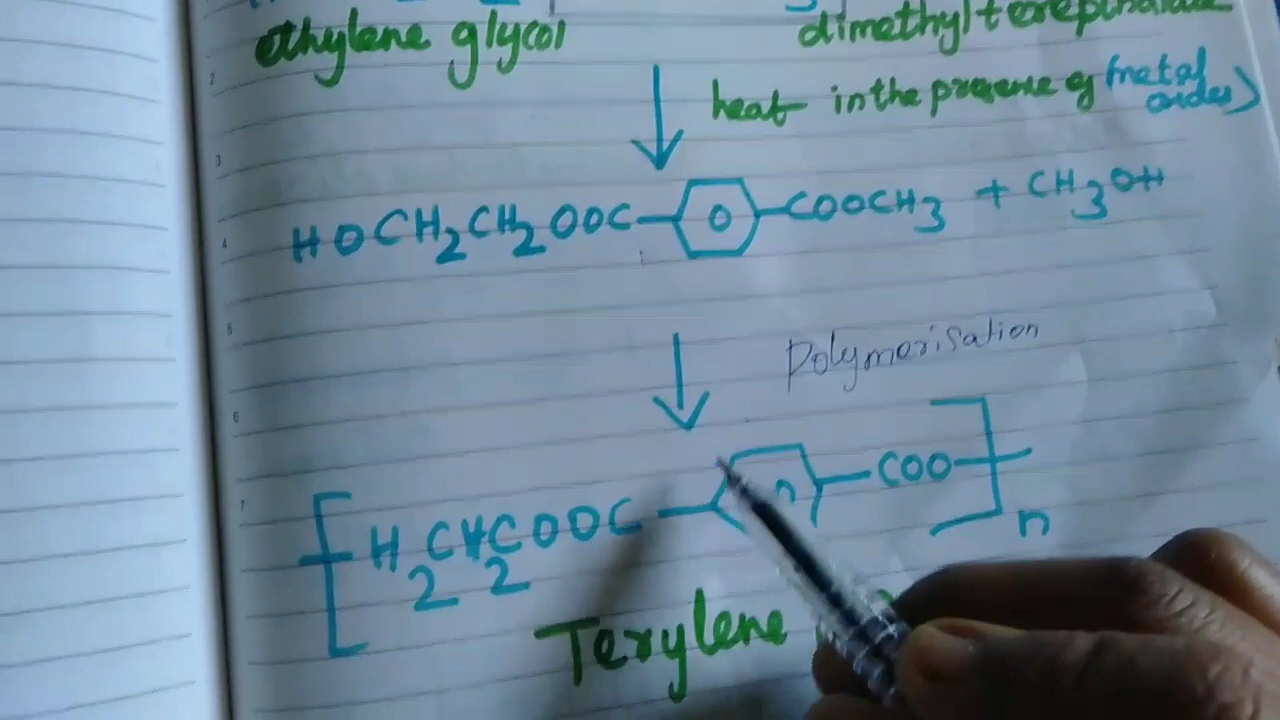 ethylene glycol dimethyl terephthalate
heat in the presence of (metal oxides)
HOCH2CH2OOC COOCH3 + CH3OH
Polymerisation
H2CH2COOC COO n
Terylene